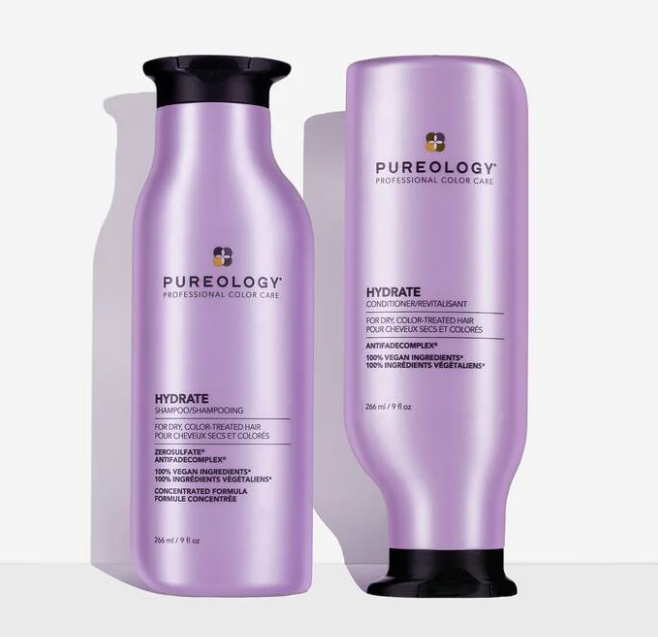 PUREOLOGY®
PROFESSIONAL COLOR CARE
HYDRATE
SHAMPOO/SHAMPOOING
FOR DRY, COLOR-TREATED HAIR
POUR CHEVEUX SECS ET COLORÉS
ZEROSULFATE®
ANTIFADECOMPLEX®
100% VEGAN INGREDIENTS*
100% INGRÉDIENTS VÉGÉTALIENS*
CONCENTRATED FORMULA
FORMULE CONCENTRÉE
266 ml / 9 fl oz
PUREOLOGY®
PROFESSIONAL COLOR CARE
HYDRATE
CONDITIONER/REVITALISANT
FOR DRY, COLOR-TREATED HAIR
POUR CHEVEUX SECS ET COLORÉS
ANTIFADECOMPLEX®
100% VEGAN INGREDIENTS*
100% INGRÉDIENTS VÉGÉTALIENS*
266 ml / 9 fl oz